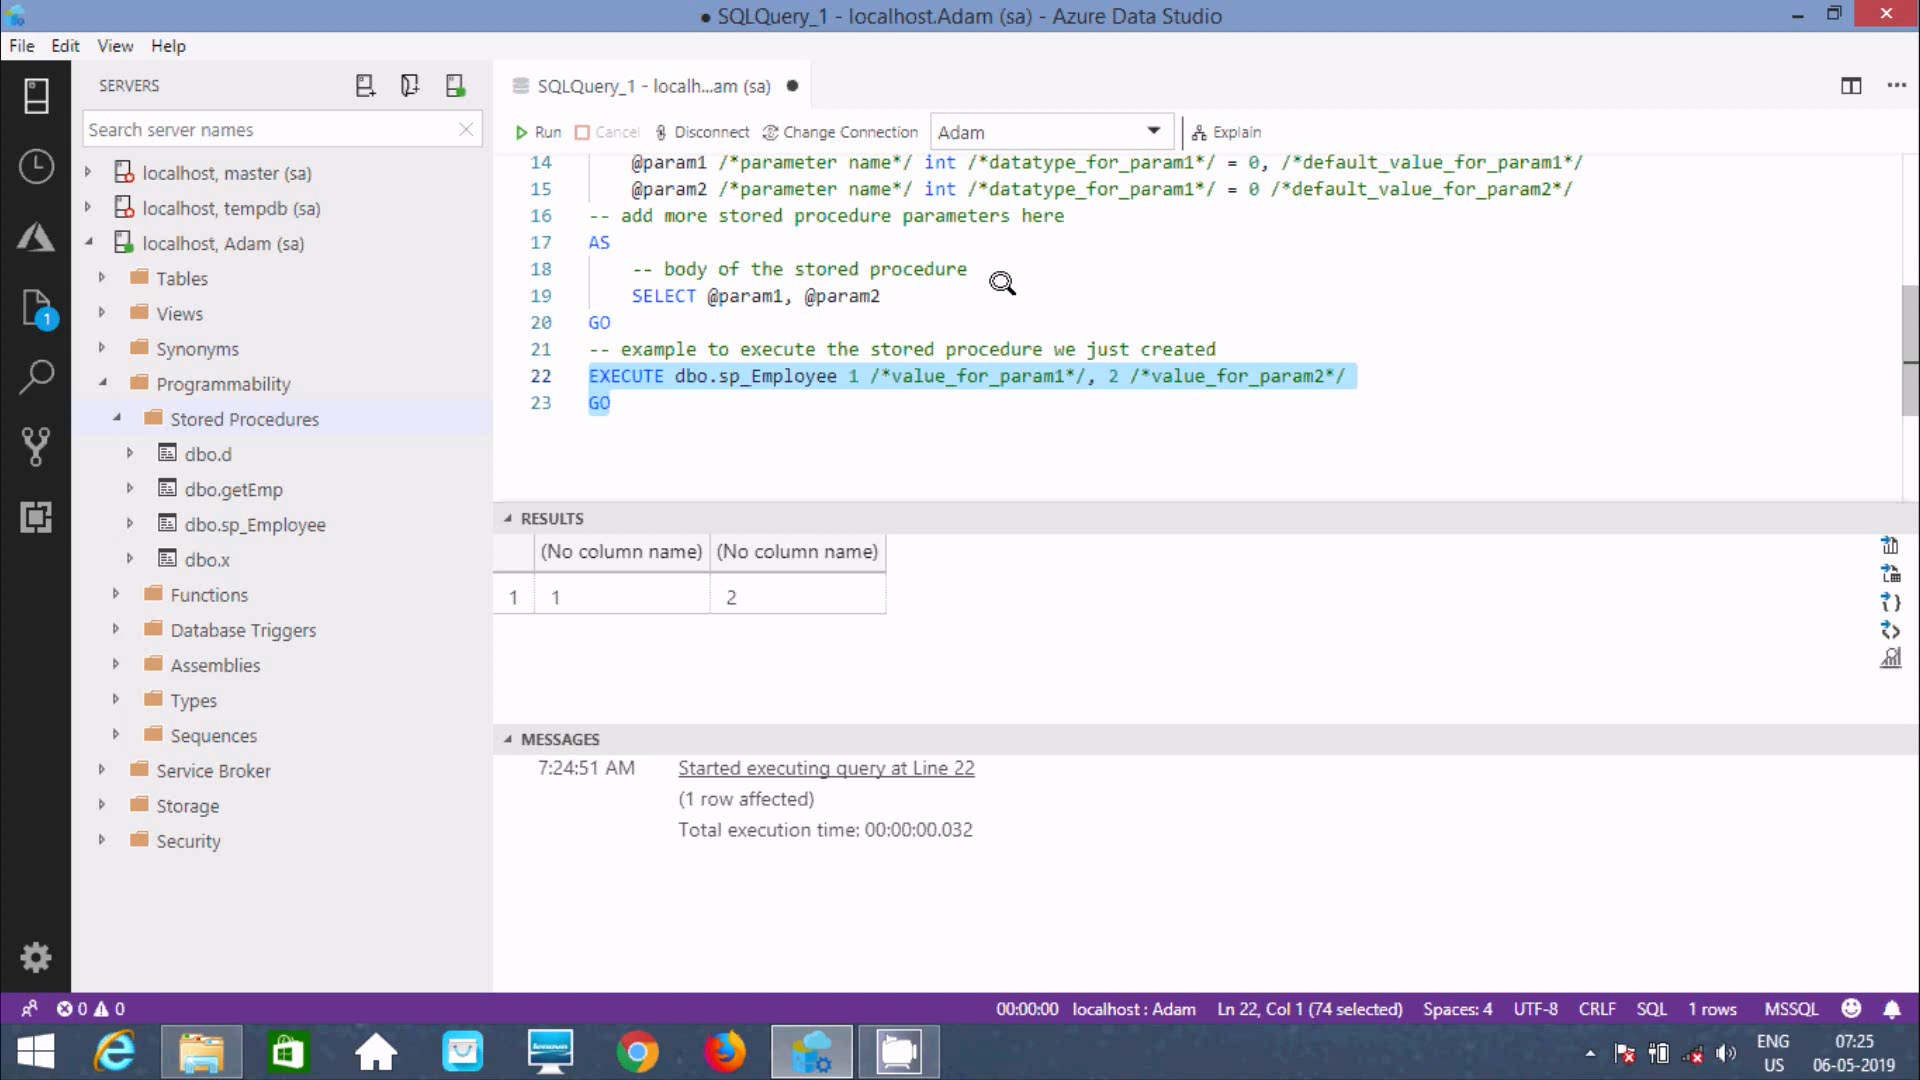 ● SQLQuery_1 - localhost.Adam (sa) - Azure Data Studio
File Edit View Help
SERVERS
Search server names
localhost, master (sa)
localhost, tempdb (sa)
localhost, Adam (sa)
Tables
Views
Synonyms
Programmability
Stored Procedures
dbo.d
dbo.getEmp
dbo.sp_Employee
dbo.x
Functions
Database Triggers
Assemblies
Types
Sequences
Service Broker
Storage
Security
1
SQLQuery_1 - localh...am (sa) ●
Run Cancel Disconnect Change Connection Adam Explain
14 @param1 /*parameter name*/ int /*datatype_for_param1*/ = 0, /*default_value_for_param1*/
15 @param2 /*parameter name*/ int /*datatype_for_param1*/ = 0 /*default_value_for_param2*/
16 -- add more stored procedure parameters here
17 AS
18 -- body of the stored procedure
19 SELECT @param1, @param2
20 GO
21 -- example to execute the stored procedure we just created
22 EXECUTE dbo.sp_Employee 1 /*value_for_param1*/, 2 /*value_for_param2*/
23 GO
RESULTS
(No column name) (No column name)
1 1 2
MESSAGES
7:24:51 AM Started executing query at Line 22
(1 row affected)
Total execution time: 00:00:00.032
0 0 00:00:00 localhost : Adam Ln 22, Col 1 (74 selected) Spaces: 4 UTF-8 CRLF SQL 1 rows MSSQL
ENG 07:25
US 06-05-2019